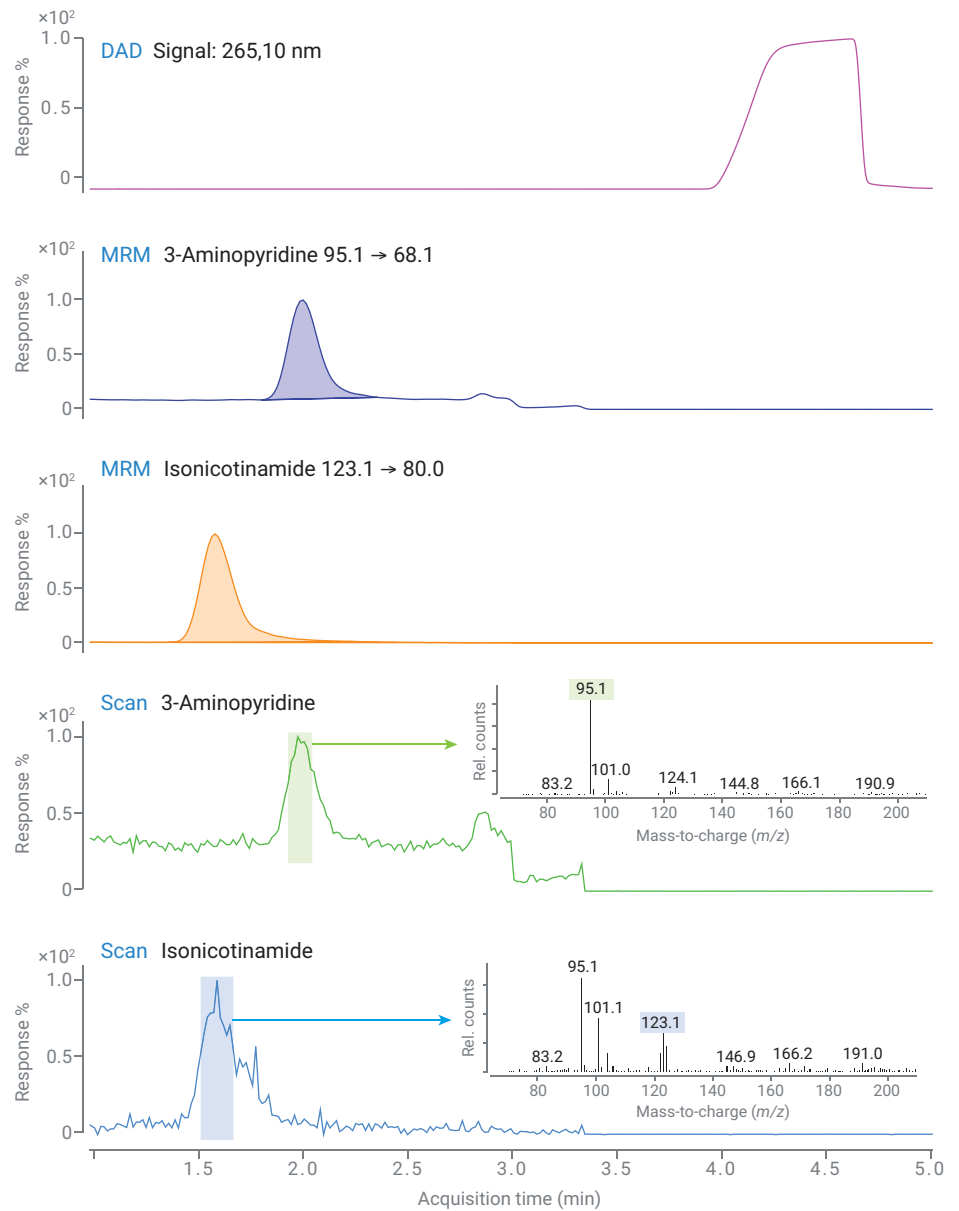 ×10²
DAD Signal: 265,10 nm
1.0
0.5
0
Response %
×10²
MRM 3-Aminopyridine 95.1 → 68.1
1.0
0.5
0
Response %
MRM Isonicotinamide 123.1 → 80.0
×10²
1.0
0.5
0
Response %
Scan 3-Aminopyridine
×10²
1.0
0.5
0
Response %
95.1
83.2 101.0 124.1 144.8 166.1 190.9
Rel. counts
80 100 120 140 160 180 200
Mass-to-charge (m/z)
Scan Isonicotinamide
×10²
1.0
0.5
0
Response %
95.1
101.1
123.1
83.2 146.9 166.2 191.0
Rel. counts
80 100 120 140 160 180 200
Mass-to-charge (m/z)
1.5 2.0 2.5 3.0 3.5 4.0 4.5 5.0
Acquisition time (min)